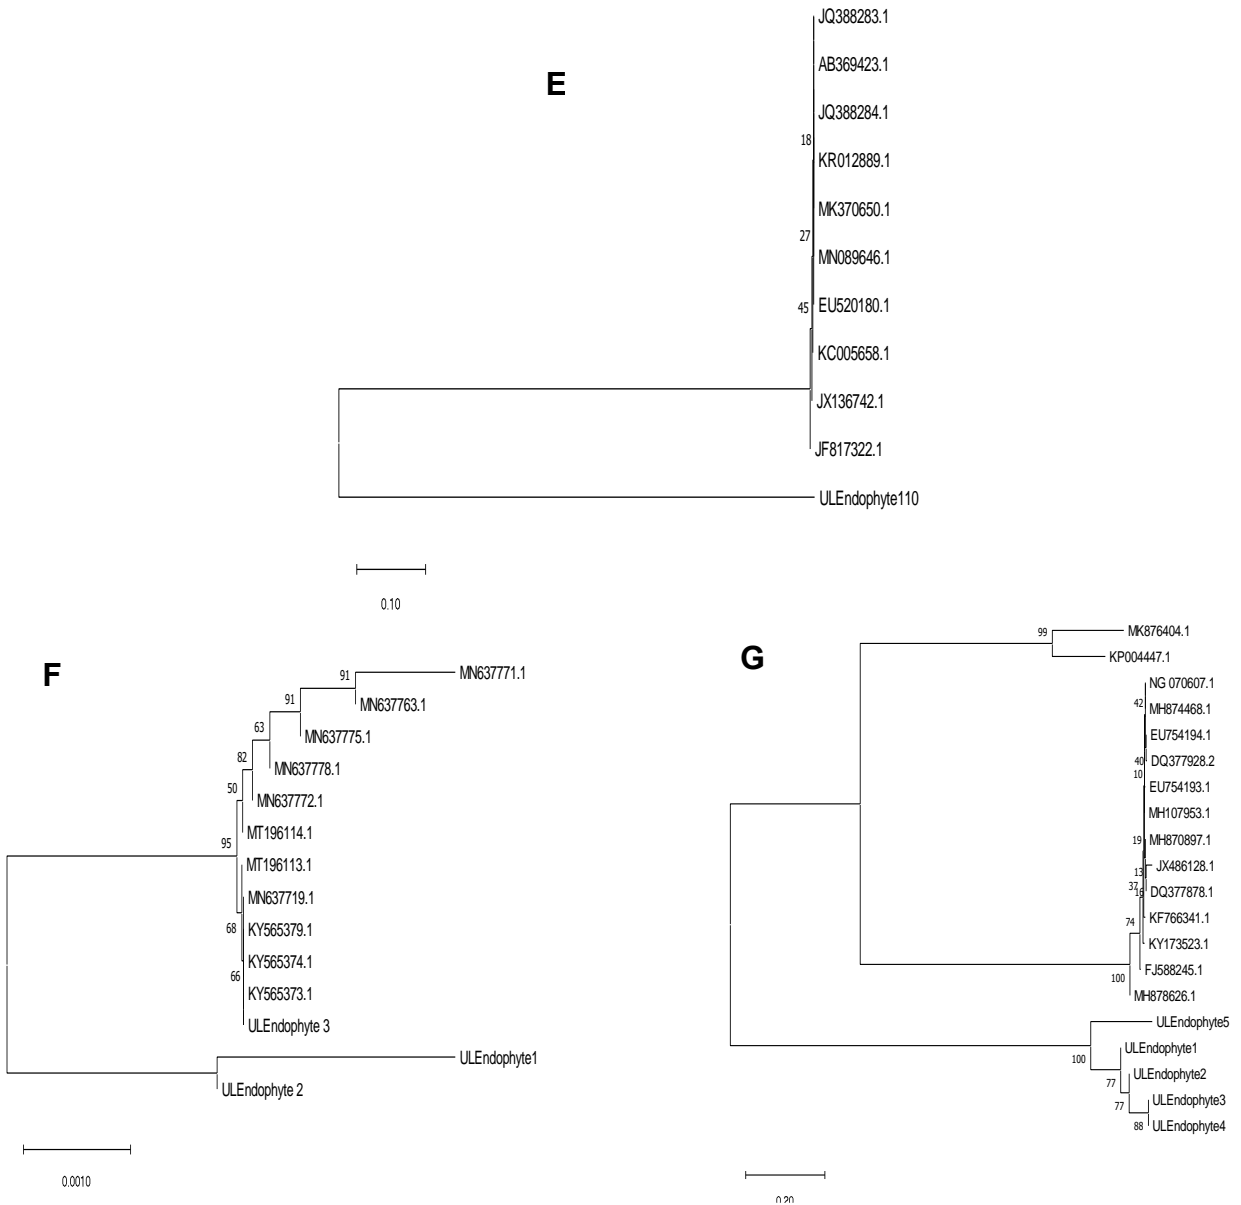 JQ388283.1
AB369423.1
E
JQ388284.1
18
KR012889.1
MK370650.1
27
MN089646.1
EU520180.1
45
KC005658.1
JX136742.1
JF817322.1
ULEndophyte110
0.10
F
MN637771.1
91
MN637763.1
91
MN637775.1
63
MN637778.1
82
MN637772.1
50
MT196114.1
95
MT196113.1
MN637719.1
KY565379.1
68
KY565374.1
66
KY565373.1
ULEndophyte 3
ULEndophyte1
ULEndophyte 2
0.0010
G
99
MK876404.1
KP004447.1
NG 070607.1
42
MH874468.1
EU754194.1
40
DQ377928.2
10
EU754193.1
MH107953.1
19
MH870897.1
13
JX486128.1
37
16
DQ377878.1
KF766341.1
74
KY173523.1
FJ588245.1
100
MH878626.1
ULEndophyte5
100
ULEndophyte1
77
ULEndophyte2
77
ULEndophyte3
88
ULEndophyte4
0.20